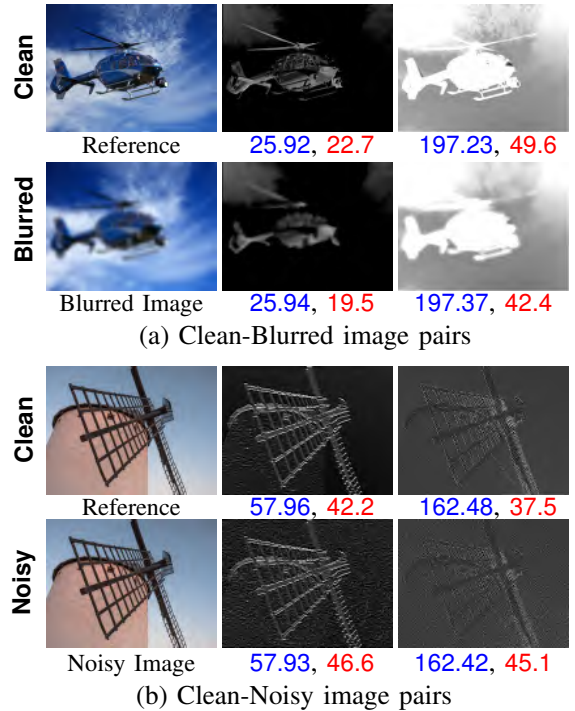 Clean
Reference 25.92, 22.7 197.23, 49.6
Blurred
Blurred Image 25.94, 19.5 197.37, 42.4
(a) Clean-Blurred image pairs
Clean
Reference 57.96, 42.2 162.48, 37.5
Noisy
Noisy Image 57.93, 46.6 162.42, 45.1
(b) Clean-Noisy image pairs